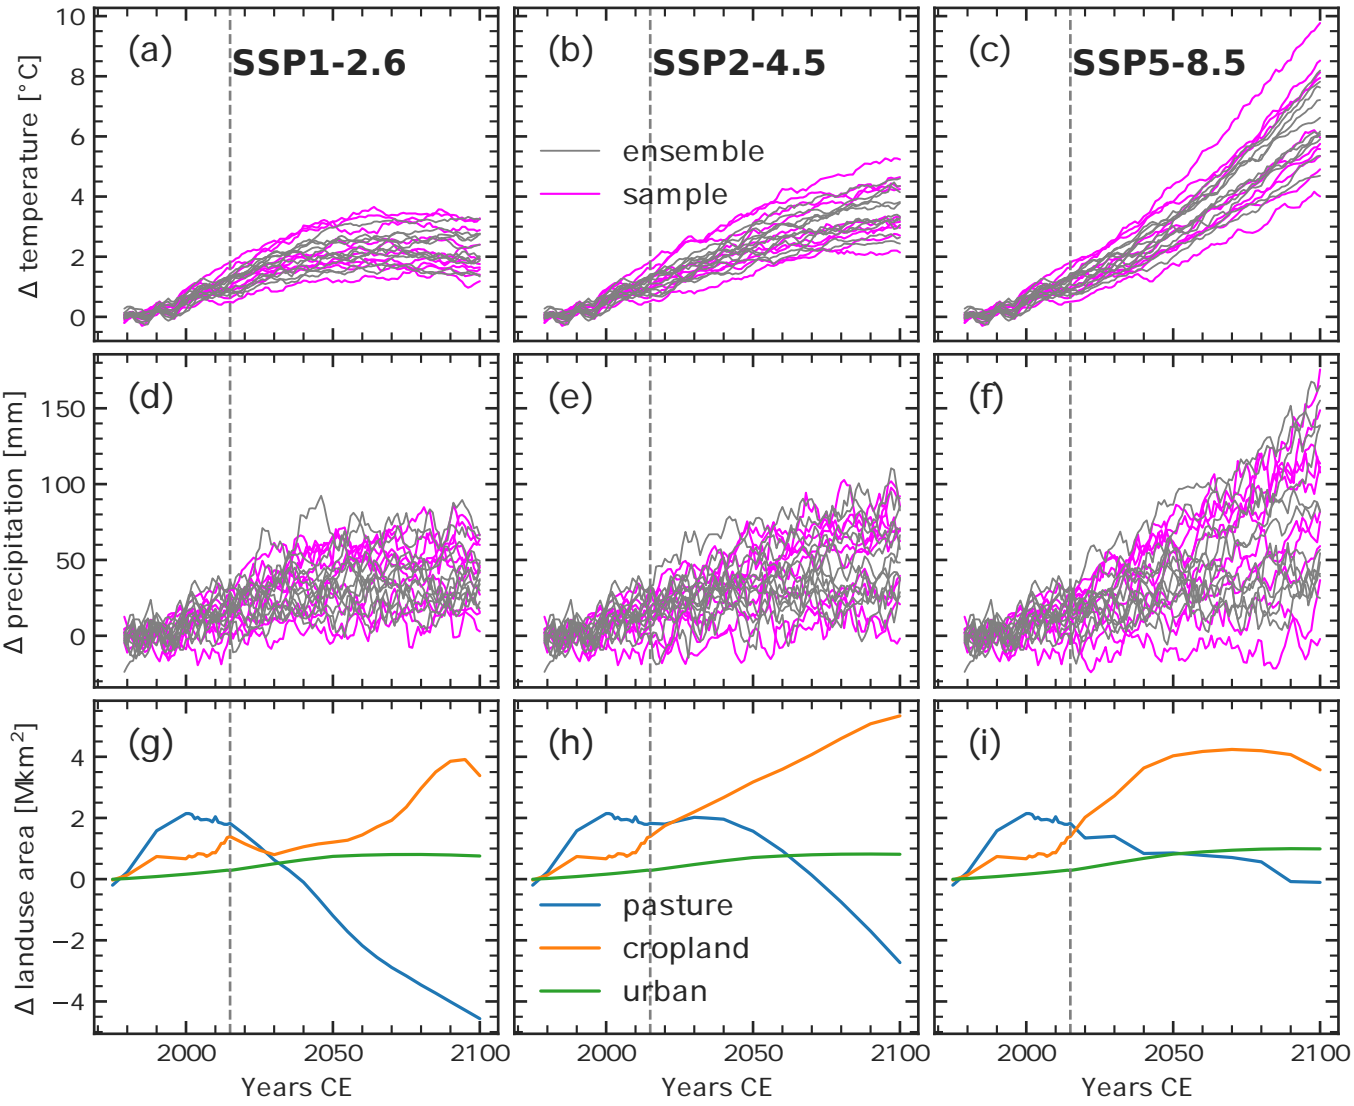 (a) SSP1-2.6
(b) SSP2-4.5
(c) SSP5-8.5
Δ temperature [°C]
10
8
6
4
2
0
ensemble
sample
(d)
(e)
(f)
Δ precipitation [mm]
150
100
50
0
(g)
(h)
(i)
Δ landuse area [Mkm²]
4
2
0
−2
−4
pasture
cropland
urban
2000 2050 2100
2000 2050 2100
2000 2050 2100
Years CE
Years CE
Years CE